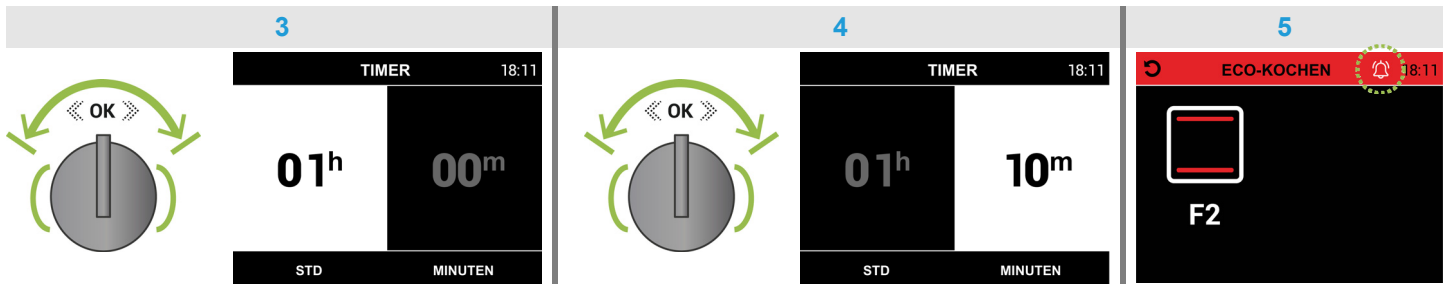 3
4
5
OK
TIMER 18:11
01h 00m
STD MINUTEN
OK
TIMER 18:11
01h 10m
STD MINUTEN
ECO-KOCHEN 18:11
F2